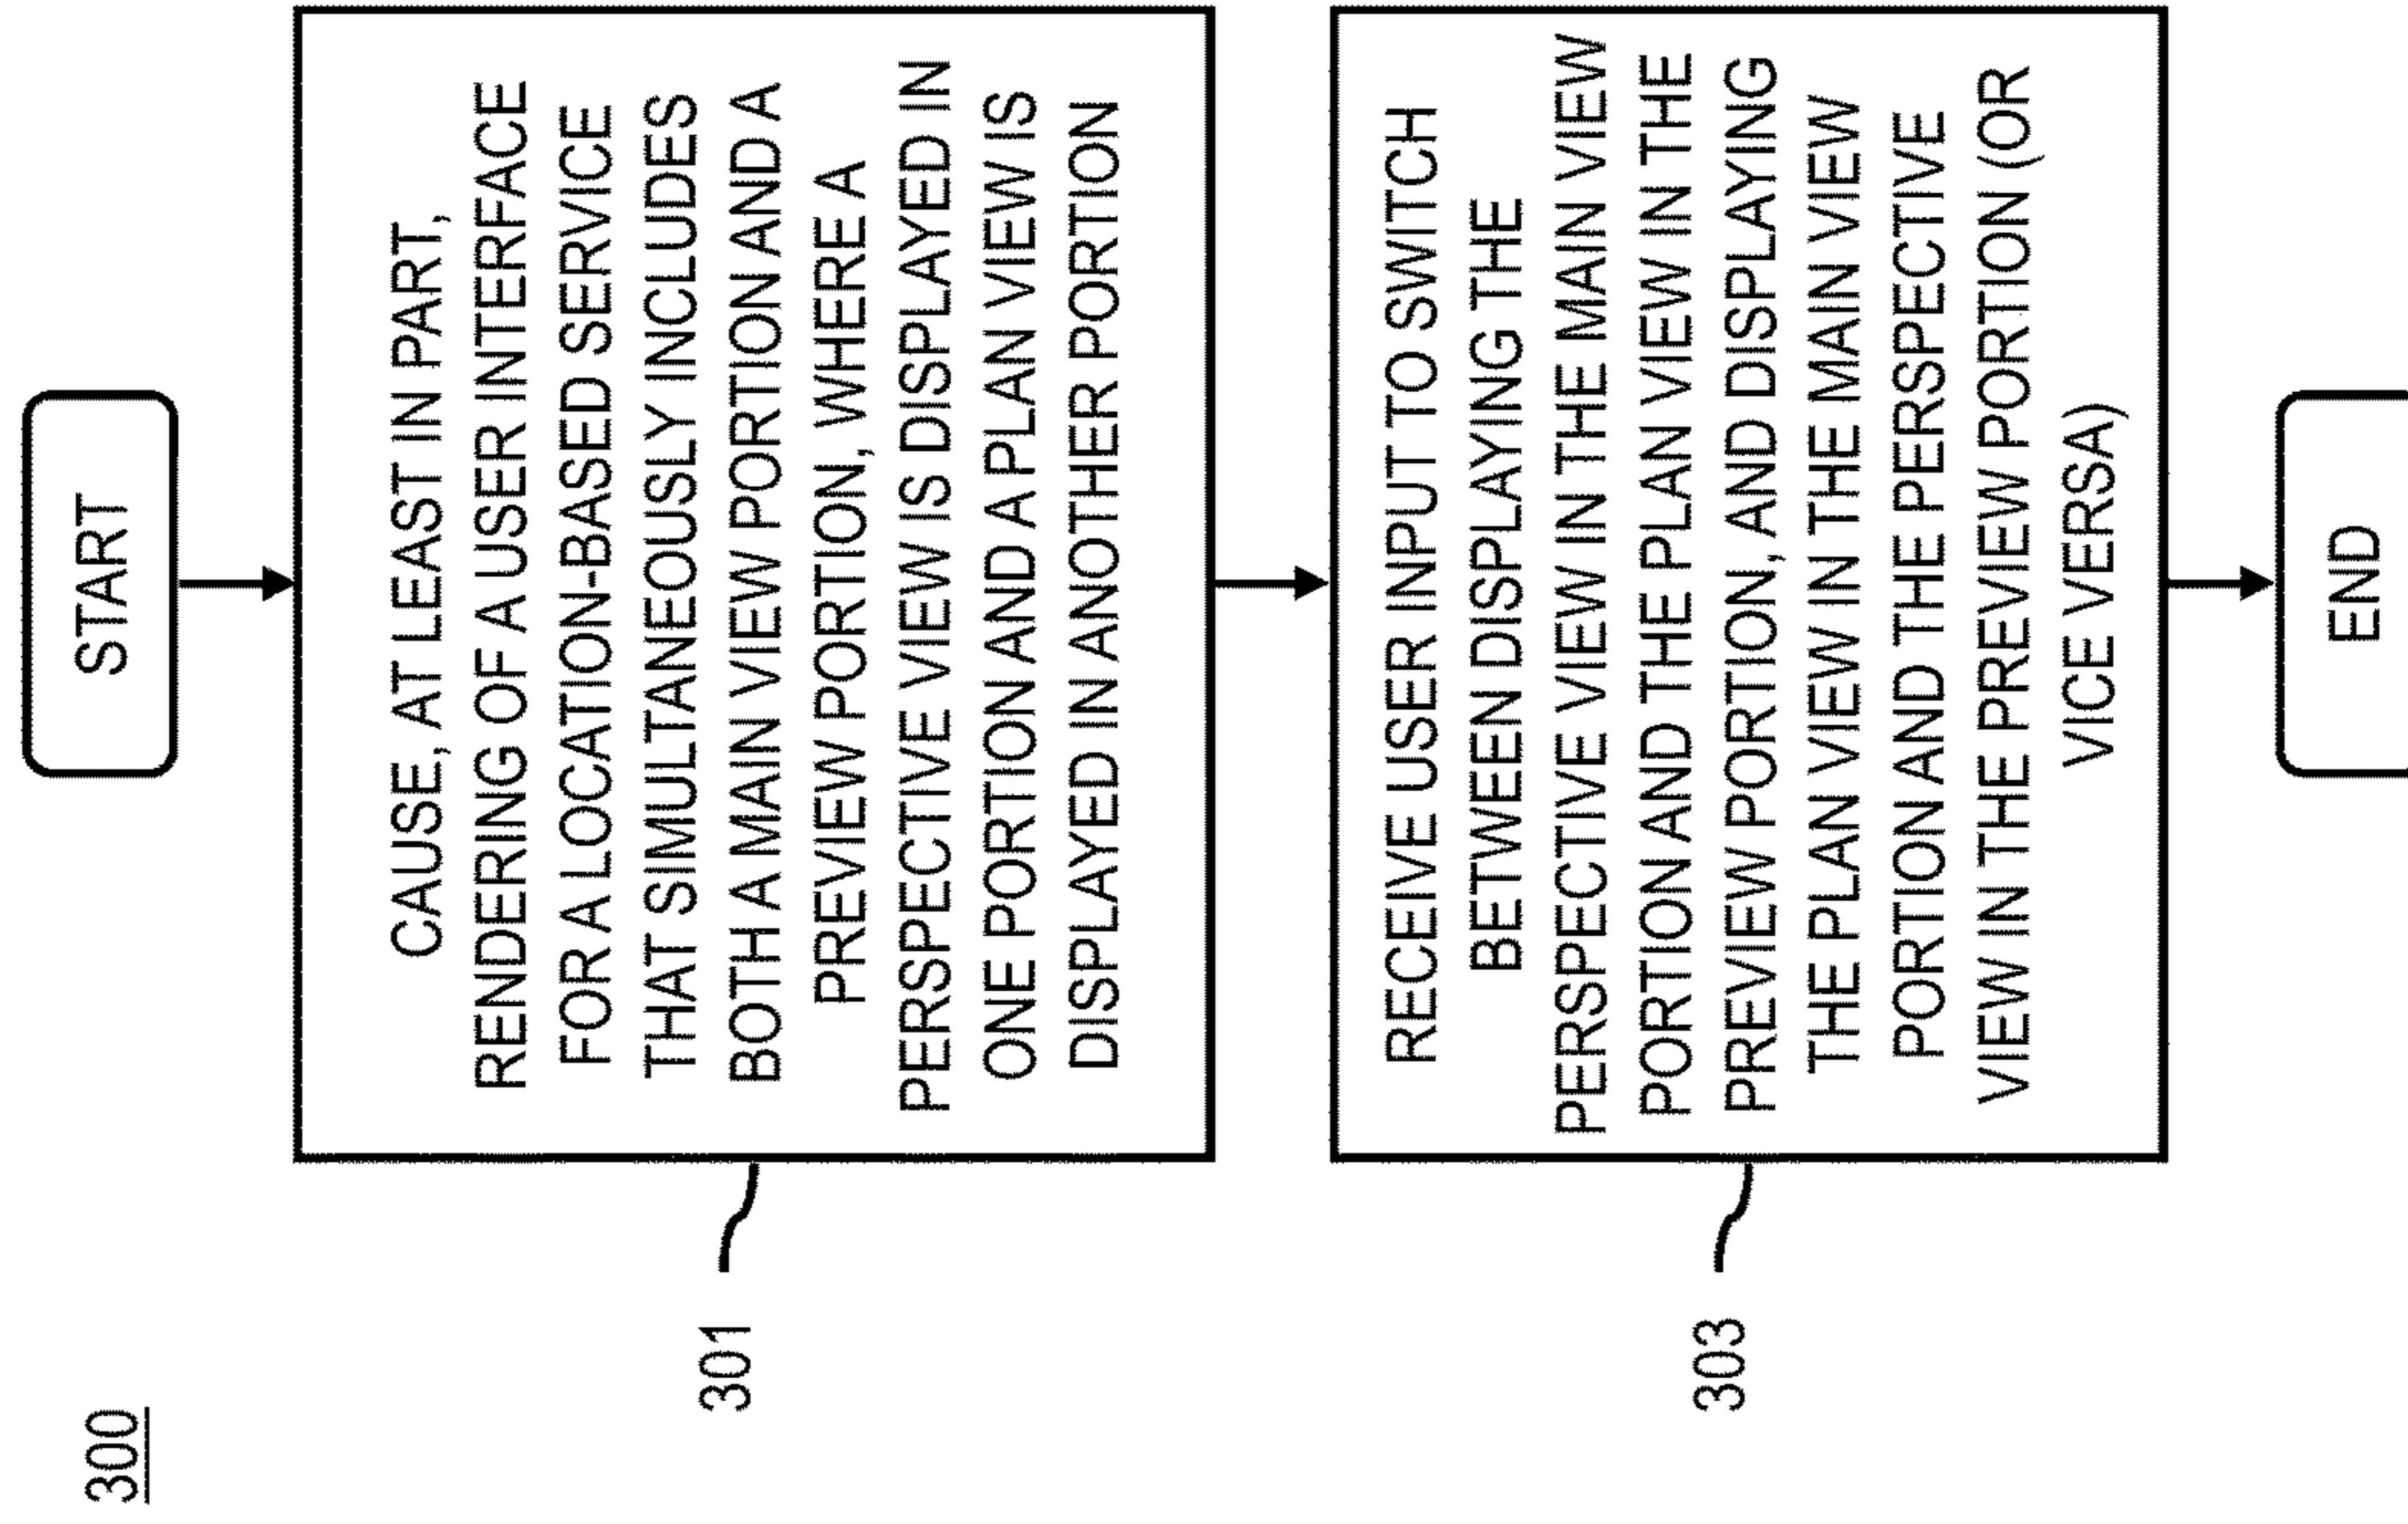 300
START
CAUSE, AT LEAST IN PART,
RENDERING OF A USER INTERFACE
FOR A LOCATION-BASED SERVICE
THAT SIMULTANEOUSLY INCLUDES
BOTH A MAIN VIEW PORTION AND A
PREVIEW PORTION, WHERE A
PERSPECTIVE VIEW IS DISPLAYED IN
ONE PORTION AND A PLAN VIEW IS
DISPLAYED IN ANOTHER PORTION
301
RECEIVE USER INPUT TO SWITCH
BETWEEN DISPLAYING THE
PERSPECTIVE VIEW IN THE MAIN VIEW
PORTION AND THE PLAN VIEW IN THE
PREVIEW PORTION, AND DISPLAYING
THE PLAN VIEW IN THE MAIN VIEW
PORTION AND THE PERSPECTIVE
VIEW IN THE PREVIEW PORTION (OR
VICE VERSA)
303
END